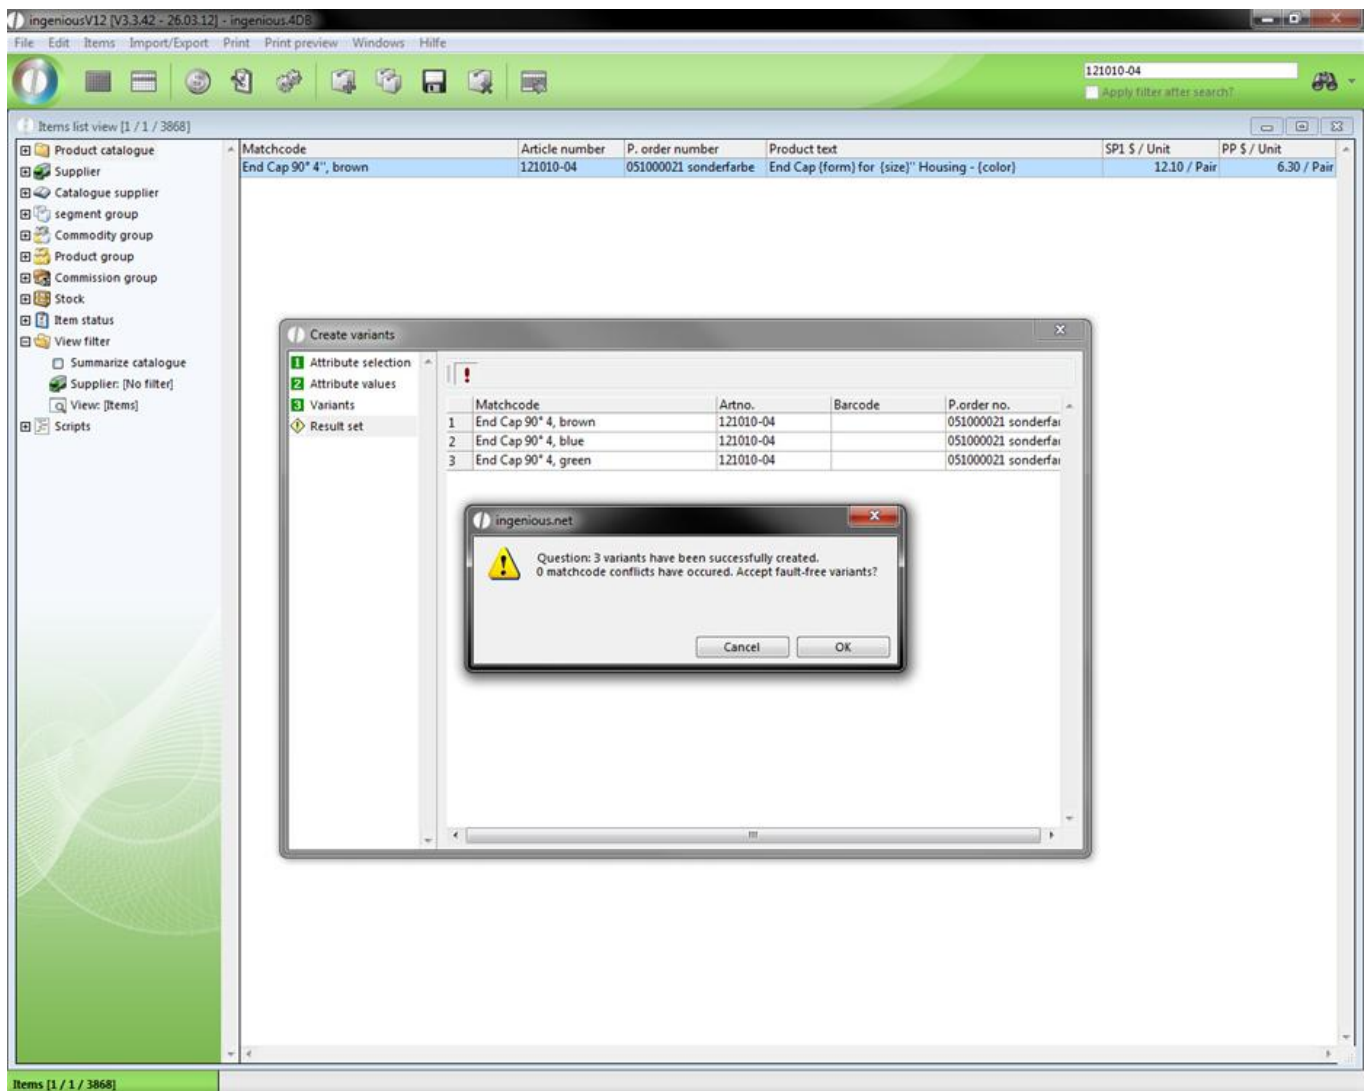 ingeniousV12 [V3.3.42 - 26.03.12] - ingenious.4DB
File Edit Items Import/Export Print Print preview Windows Hilfe
121010-04
Apply filter after search?
Items list view [1 / 1 / 3868]
Product catalogue
Supplier
Catalogue supplier
segment group
Commodity group
Product group
Commission group
Stock
Item status
View filter
Summarize catalogue
Supplier: [No filter]
View: [Items]
Scripts
Matchcode Article number P. order number Product text SP1 $ / Unit PP $ / Unit
End Cap 90° 4'', brown 121010-04 051000021 sonderfarbe End Cap {form} for {size}'' Housing - {color} 12.10 / Pair 6.30 / Pair
Create variants
1 Attribute selection
2 Attribute values
3 Variants
Result set
Matchcode Artno. Barcode P.order no.
1 End Cap 90° 4, brown 121010-04 051000021 sonderfar
2 End Cap 90° 4, blue 121010-04 051000021 sonderfar
3 End Cap 90° 4, green 121010-04 051000021 sonderfar
ingenious.net
Question: 3 variants have been successfully created.
0 matchcode conflicts have occured. Accept fault-free variants?
Cancel OK
Items [1 / 1 / 3868]